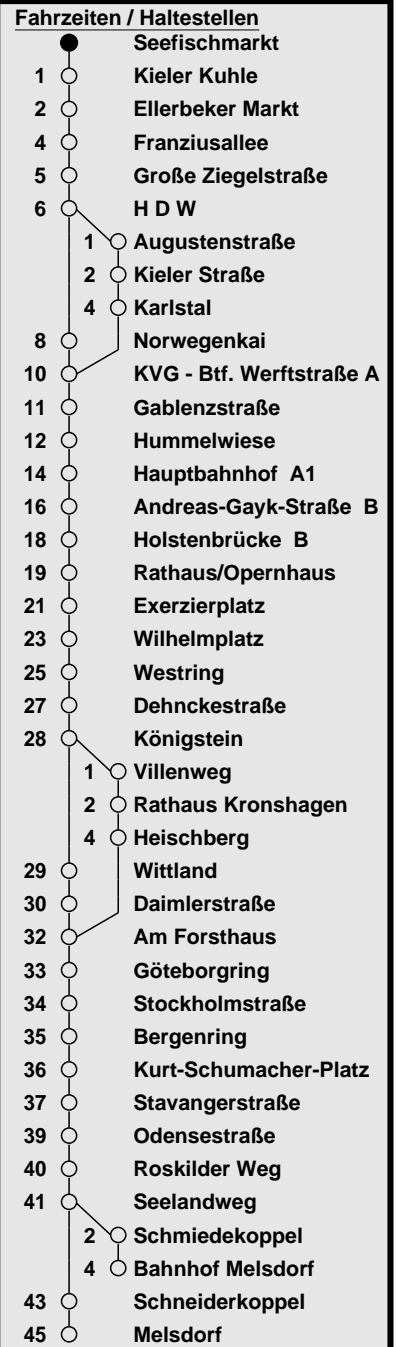 Fahrzeiten / Haltestellen
Seefischmarkt
1 Kieler Kuhle
2 Ellerbeker Markt
4 Franziusallee
5 Große Ziegelstraße
6 H D W
1 Augustenstraße
2 Kieler Straße
4 Karlstal
8 Norwegenkai
10 KVG - Btf. Werftstraße A
11 Gablenzstraße
12 Hummelwiese
14 Hauptbahnhof A1
16 Andreas-Gayk-Straße B
18 Holstenbrücke B
19 Rathaus/Opernhaus
21 Exerzierplatz
23 Wilhelmplatz
25 Westring
27 Dehnckestraße
28 Königstein
1 Villenweg
2 Rathaus Kronshagen
4 Heischberg
29 Wittland
30 Daimlerstraße
32 Am Forsthaus
33 Göteborgring
34 Stockholmstraße
35 Bergenring
36 Kurt-Schumacher-Platz
37 Stavangerstraße
39 Odensestraße
40 Roskilder Weg
41 Seelandweg
2 Schmiedekoppel
4 Bahnhof Melsdorf
43 Schneiderkoppel
45 Melsdorf